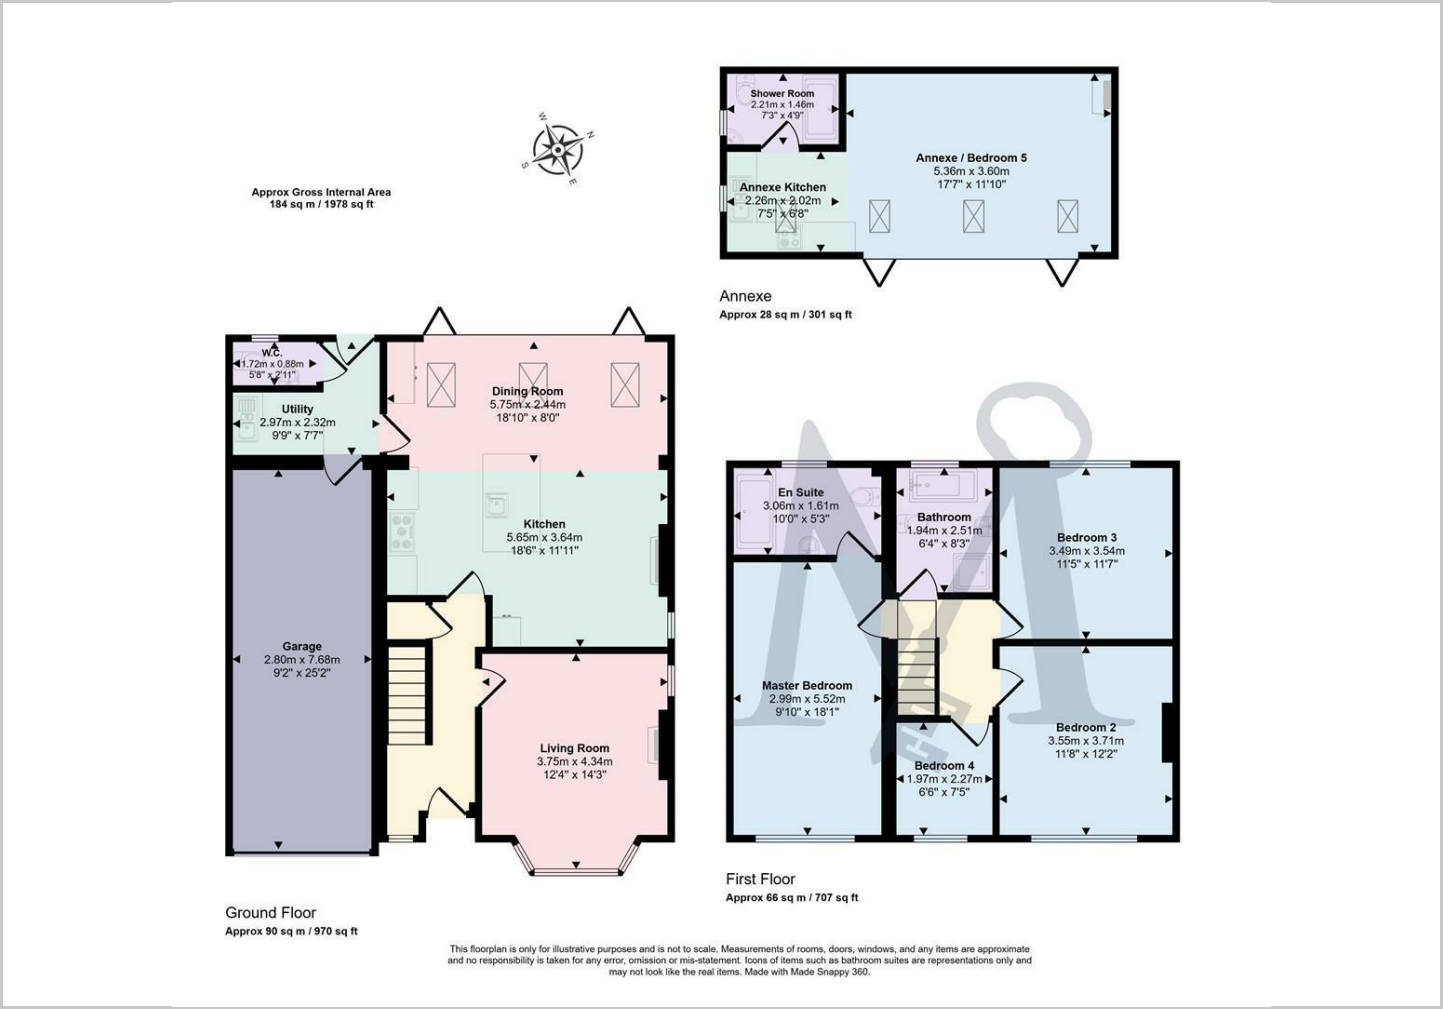 Shower Room
2.21m x 1.46m
7'3" x 4'9"
Annexe / Bedroom 5
5.36m x 3.60m
17'7" x 11'10"
Annexe Kitchen
2.26m x 2.02m
7'5" x 6'8"
W
N
S
E
Approx Gross Internal Area
184 sq m / 1978 sq ft
Annexe
Approx 28 sq m / 301 sq ft
W.C.
1.72m x 0.88m
5'8" x 2'11"
Utility
2.97m x 2.32m
9'9" x 7'7"
Dining Room
5.75m x 2.44m
18'10" x 8'0"
Kitchen
5.65m x 3.64m
18'6" x 11'11"
Garage
2.80m x 7.68m
9'2" x 25'2"
Living Room
3.75m x 4.34m
12'4" x 14'3"
En Suite
3.06m x 1.61m
10'0" x 5'3"
Bathroom
1.94m x 2.51m
6'4" x 8'3"
Bedroom 3
3.49m x 3.54m
11'5" x 11'7"
Master Bedroom
2.99m x 5.52m
9'10" x 18'1"
Bedroom 2
3.55m x 3.71m
11'8" x 12'2"
Bedroom 4
1.97m x 2.27m
6'6" x 7'5"
First Floor
Approx 66 sq m / 707 sq ft
Ground Floor
Approx 90 sq m / 970 sq ft
This floorplan is only for illustrative purposes and is not to scale. Measurements of rooms, doors, windows, and any items are approximate
and no responsibility is taken for any error, omission or mis-statement. Icons of items such as bathroom suites are representations only and
may not look like the real items. Made with Made Snappy 360.